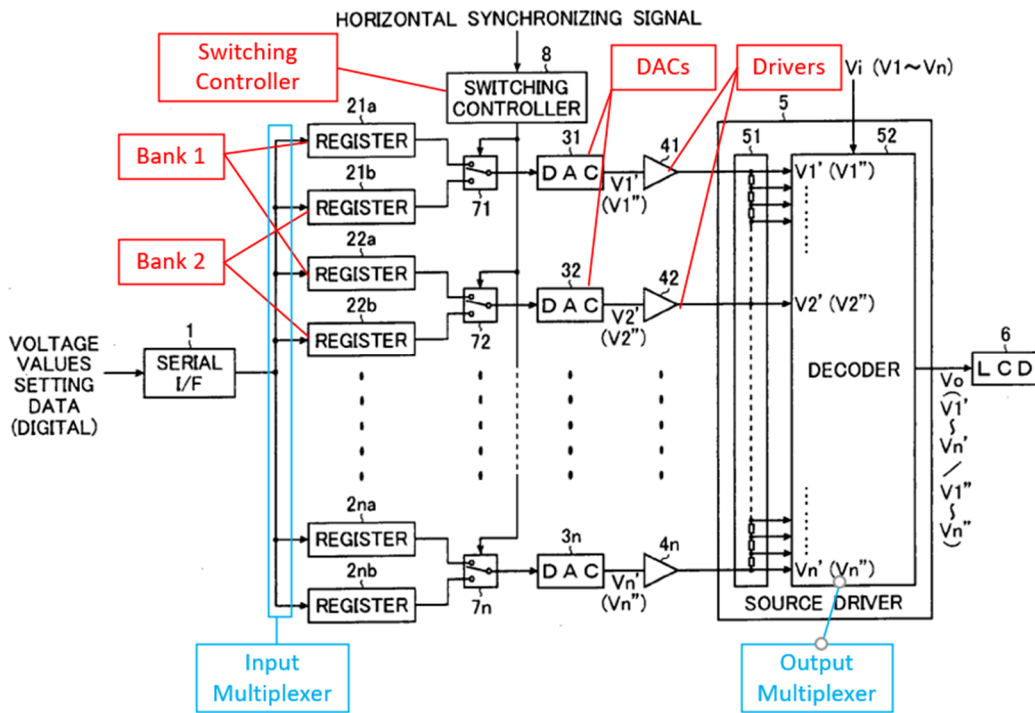 HORIZONTAL SYNCHRONIZING SIGNAL
Switching
Controller
8
SWITCHING
CONTROLLER
DACs
Drivers
Vi (V1~Vn)
Bank 1
Bank 2
21a
REGISTER
21b
REGISTER
71
31
DAC
V1'
(V1")
41
5
51
52
V1' (V1")
22a
REGISTER
22b
REGISTER
72
32
DAC
V2'
(V2")
42
V2' (V2")
VOLTAGE
VALUES
SETTING
DATA
(DIGITAL)
1
SERIAL
I/F
DECODER
6
LCD
Vo
(V1'
~
Vn'
/
V1"
~
Vn")
2na
REGISTER
2nb
REGISTER
7n
3n
DAC
Vn'
(Vn")
4n
Vn' (Vn")
SOURCE DRIVER
Input
Multiplexer
Output
Multiplexer